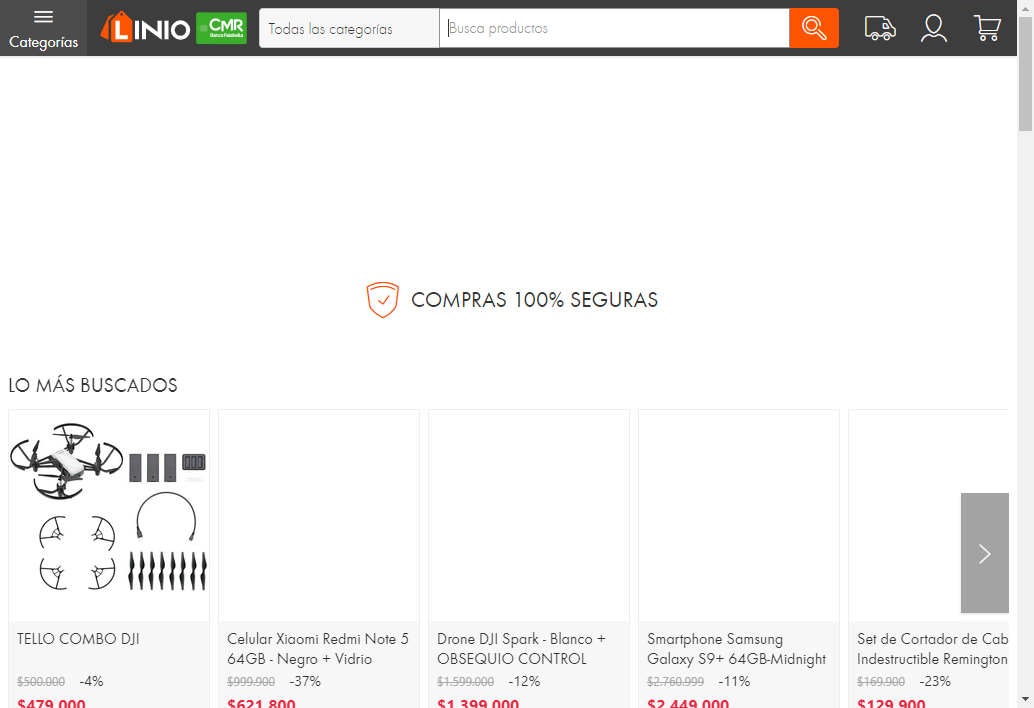 Categorías
LINIO
CMR
Banco Falabella
Todas las categorías
Busca productos
COMPRAS 100% SEGURAS
LO MÁS BUSCADOS
TELLO COMBO DJI
$500.000 -4%
$479.000
Celular Xiaomi Redmi Note 5
64GB - Negro + Vidrio
$999.900 -37%
$621.800
Drone DJI Spark - Blanco +
OBSEQUIO CONTROL
$1.599.000 -12%
$1.399.000
Smartphone Samsung
Galaxy S9+ 64GB-Midnight
$2.760.999 -11%
$2.449.000
Set de Cortador de Cab
Indestructible Remington
$169.900 -23%
$129.900